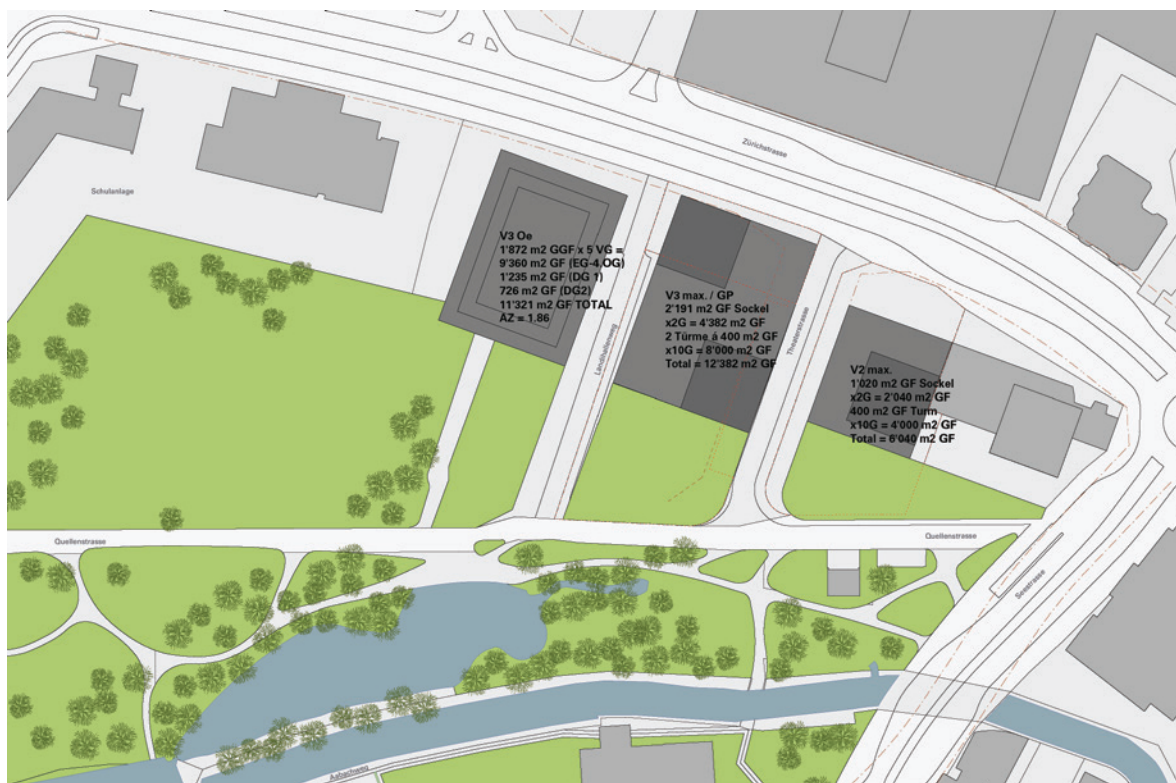 Zürichstrasse
Schulanlage
V3 Oe
1'872 m2 GGF x 5 VG =
9'360 m2 GF (EG-4.OG)
1'235 m2 GF (DG 1)
726 m2 GF (DG2)
11'321 m2 GF TOTAL
AZ = 1.86
Landihallenweg
V3 max. / GP
2'191 m2 GF Sockel
x2G = 4'382 m2 GF
2 Türme á 400 m2 GF
x10G = 8'000 m2 GF
Total = 12'382 m2 GF
Theaterstrasse
V2 max.
1'020 m2 GF Sockel
x2G = 2'040 m2 GF
400 m2 GF Turm
x10G = 4'000 m2 GF
Total = 6'040 m2 GF
Quellenstrasse
Quellenstrasse
Seestrasse
Aabachweg